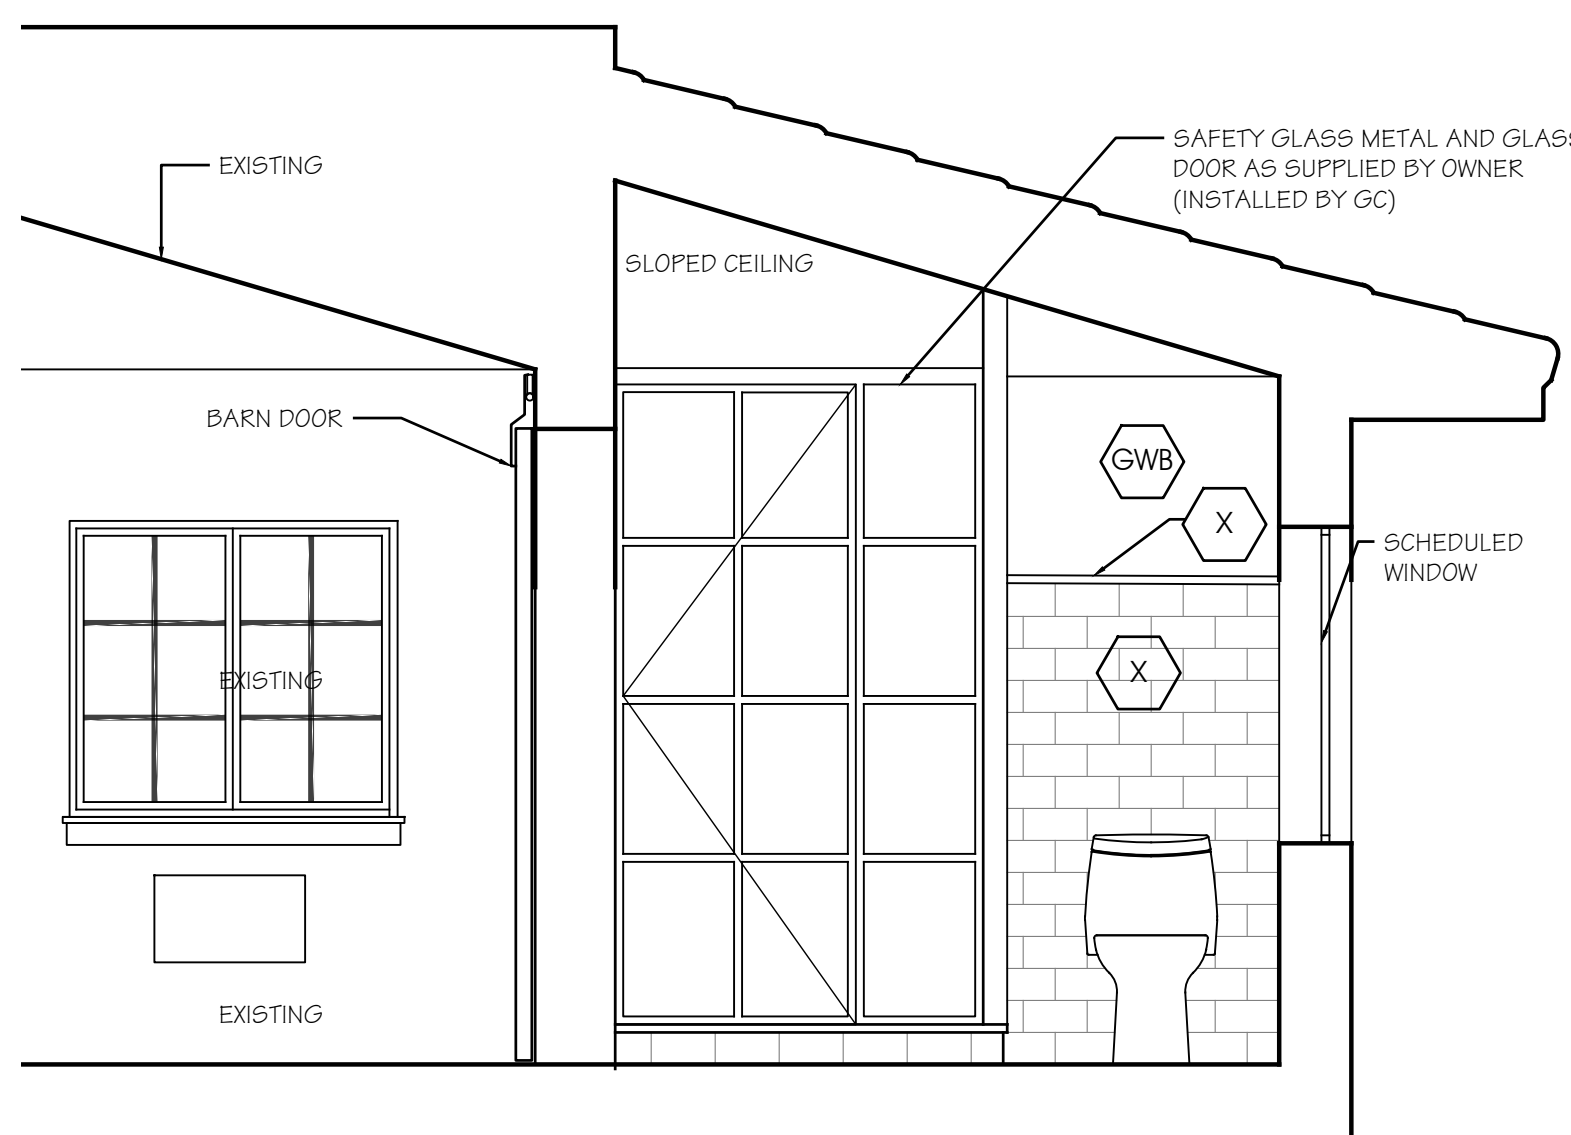 SAFETY GLASS METAL AND GLASS
DOOR AS SUPPLIED BY OWNER
(INSTALLED BY GC)
EXISTING
SLOPED CEILING
BARN DOOR
GWB
X
SCHEDULED
WINDOW
EXISTING
X
EXISTING